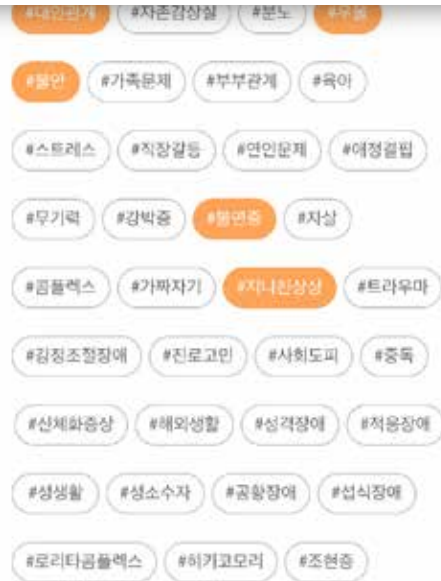 #대인관계 #자존감상실 #분노 #우울
#불안 #가족문제 #부부관계 #육아
#스트레스 #직장갈등 #연인문제 #애정결핍
#무기력 #강박증 #불면증 #자살
#콤플렉스 #가짜자기 #지나친상상 #트라우마
#감정조절장애 #진로고민 #사회도피 #중독
#신체화증상 #해외생활 #성격장애 #적응장애
#성생활 #성소수자 #공황장애 #섭식장애
#로리타콤플렉스 #히키코모리 #조현증